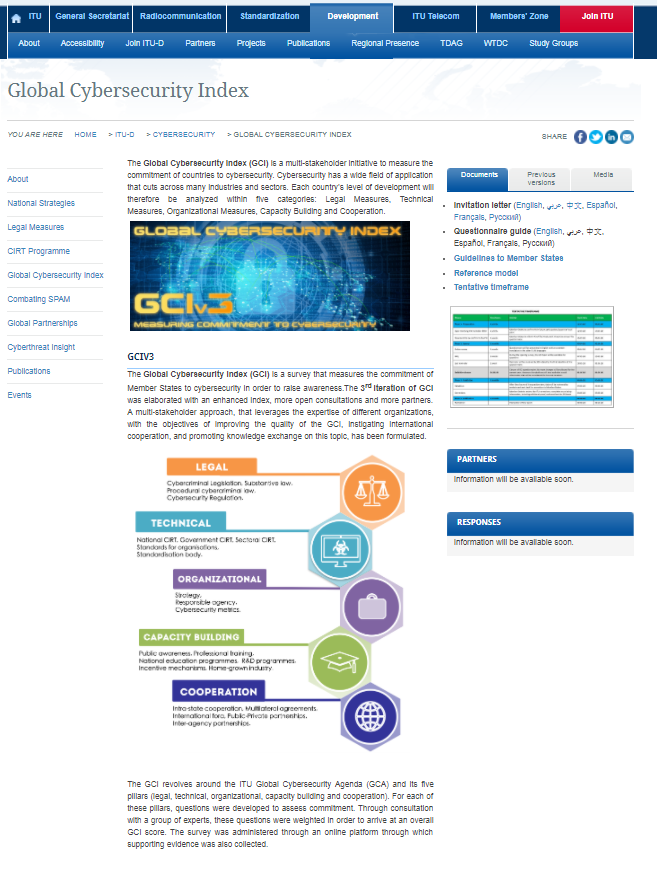 ITU General Secretariat Radiocommunication Standardization Development ITU Telecom Members' Zone Join ITU
About Accessibility Join ITU-D Partners Projects Publications Regional Presence TDAG WTDC Study Groups
Global Cybersecurity Index
YOU ARE HERE HOME > ITU-D > CYBERSECURITY > GLOBAL CYBERSECURITY INDEX
SHARE
About
National Strategies
Legal Measures
CIRT Programme
Global Cybersecurity Index
Combating SPAM
Global Partnerships
Cyberthreat Insight
Publications
Events
The Global Cybersecurity Index (GCI) is a multi-stakeholder initiative to measure the
commitment of countries to cybersecurity. Cybersecurity has a wide field of application
that cuts across many industries and sectors. Each country's level of development will
therefore be analyzed within five categories: Legal Measures, Technical
Measures, Organizational Measures, Capacity Building and Cooperation.
GLOBAL CYBERSECURITY INDEX
GCIv3
MEASURING COMMITMENT TO CYBERSECURITY
GCIV3
The Global Cybersecurity Index (GCI) is a survey that measures the commitment of
Member States to cybersecurity in order to raise awareness.The 3rd iteration of GCI
was elaborated with an enhanced index, more open consultations and more partners.
A multi-stakeholder approach, that leverages the expertise of different organizations,
with the objectives of improving the quality of the GCI, instigating international
cooperation, and promoting knowledge exchange on this topic, has been formulated.
LEGAL
Cybercriminal Legislation, Substantive law,
Procedural cybercriminal law,
Cybersecurity Regulation.
TECHNICAL
National CIRT, Government CIRT, Sectoral CIRT,
Standards for organisations,
Standardisation body.
ORGANIZATIONAL
Strategy,
Responsible agency,
Cybersecurity metrics.
CAPACITY BUILDING
Public awareness, Professional training,
National education programmes, R&D programmes,
Incentive mechanisms, Home-grown industry.
COOPERATION
Intra-state cooperation, Multilateral agreements,
International fora, Public-Private partnerships,
Inter-agency partnerships.
The GCI revolves around the ITU Global Cybersecurity Agenda (GCA) and its five
pillars (legal, technical, organizational, capacity building and cooperation). For each of
these pillars, questions were developed to assess commitment. Through consultation
with a group of experts, these questions were weighted in order to arrive at an overall
GCI score. The survey was administered through an online platform through which
supporting evidence was also collected.
Documents Previous versions Media
Invitation letter (English, عربي, 中文, Español,
Français, Русский)
Questionnaire guide (English, عربي, 中文,
Español, Français, Русский)
Guidelines to Member States
Reference model
Tentative timeframe
PARTNERS
Information will be available soon.
RESPONSES
Information will be available soon.